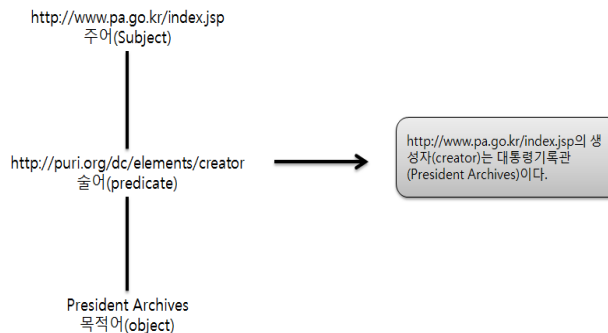 http://www.pa.go.kr/index.jsp
주어(Subject)
http://puri.org/dc/elements/creator
술어(predicate)
President Archives
목적어(object)
http://www.pa.go.kr/index.jsp의 생
성자(creator)는 대통령기록관
(President Archives)이다.